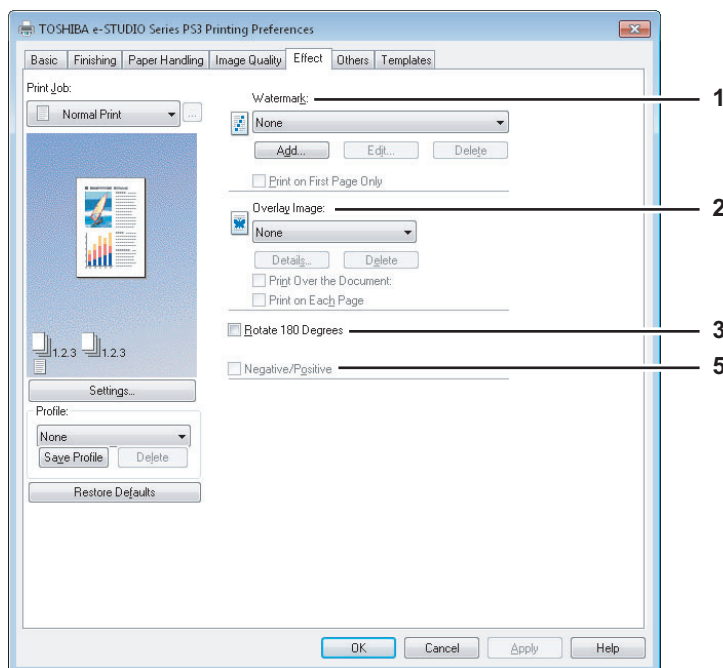 TOSHIBA e-STUDIO Series PS3 Printing Preferences
Basic Finishing Paper Handling Image Quality Effect Others Templates
Print Job:
Normal Print
...
1.2.3 1.2.3
Settings...
Profile:
None
Save Profile Delete
Restore Defaults
Watermark: 1
None
Add... Edit... Delete
Print on First Page Only
Overlay Image: 2
None
Details... Delete
Print Over the Document:
Print on Each Page
Rotate 180 Degrees 3
Negative/Positive 5
OK Cancel Apply Help